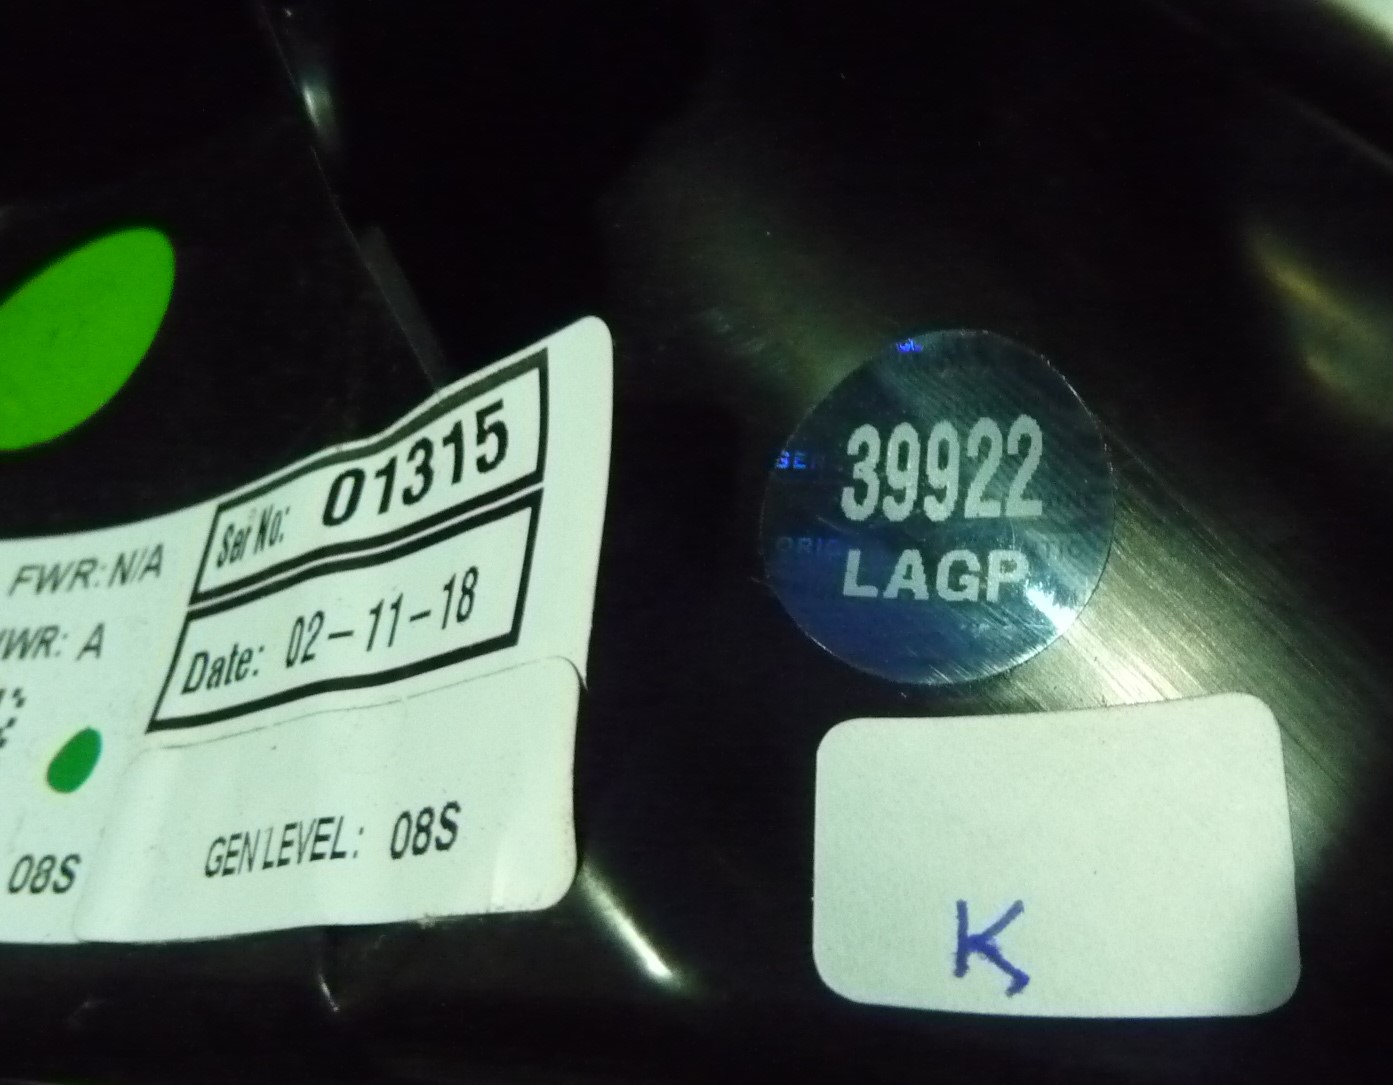 Ser No: 01315
FWR: N/A
Date: 02-11-18
WR: A
GEN LEVEL: 08S
08S
39922
LAGP
K